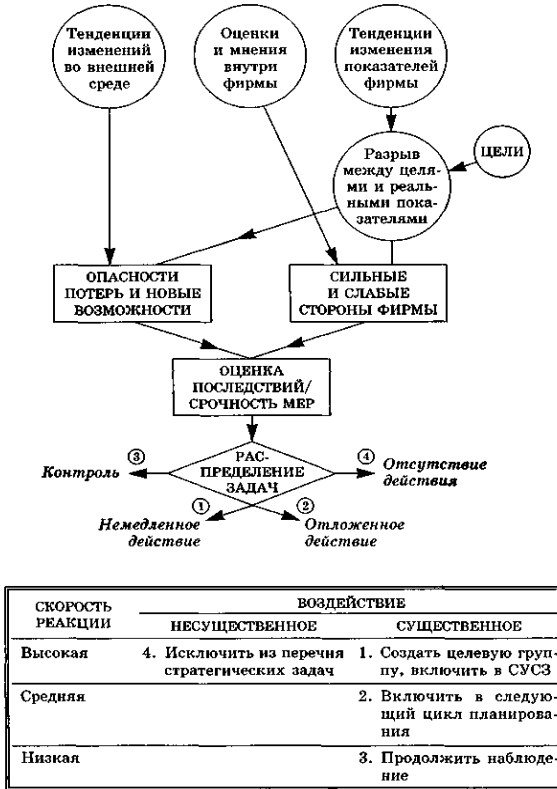 Тенденции
изменений
во внешней
среде
Оценки
и мнения
внутри
фирмы
Тенденции
изменения
показателей
фирмы
Разрыв
между целя-
ми и реаль-
ными пока-
зателями
ЦЕЛИ
ОПАСНОСТИ
ПОТЕРЬ И НОВЫЕ
ВОЗМОЖНОСТИ
СИЛЬНЫЕ
И СЛАБЫЕ
СТОРОНЫ ФИРМЫ
ОЦЕНКА
ПОСЛЕДСТВИЙ/
СРОЧНОСТЬ МЕР
РАС-
ПРЕДЕЛЕНИЕ
ЗАДАЧ
3
Контроль
4
Отсутствие
действия
1
Немедленное
действие
2
Отложенное
действие
СКОРОСТЬ
РЕАКЦИИ
ВОЗДЕЙСТВИЕ
НЕСУЩЕСТВЕННОЕ
СУЩЕСТВЕННОЕ
Высокая
4. Исключить из перечня
стратегических задач
1. Создать целевую груп-
пу, включить в СУСЗ
Средняя
2. Включить в следую-
щий цикл планирова-
ния
Низкая
3. Продолжить наблюде-
ние